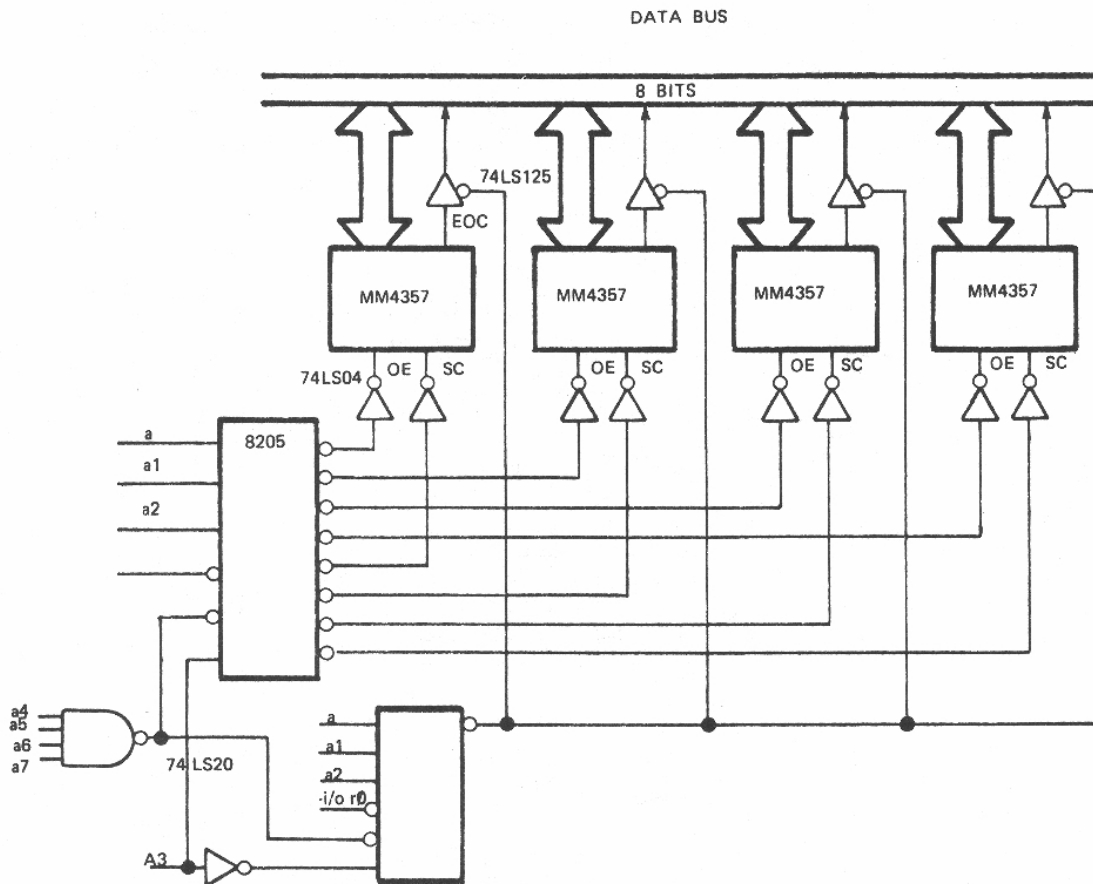 DATA BUS
8 BITS
74LS125
EOC
MM4357
MM4357
MM4357
MM4357
74LS04
OE
SC
OE
SC
OE
SC
OE
SC
8205
a
a1
a2
a4
a5
a6
a7
74LS20
a
a1
a2
A3